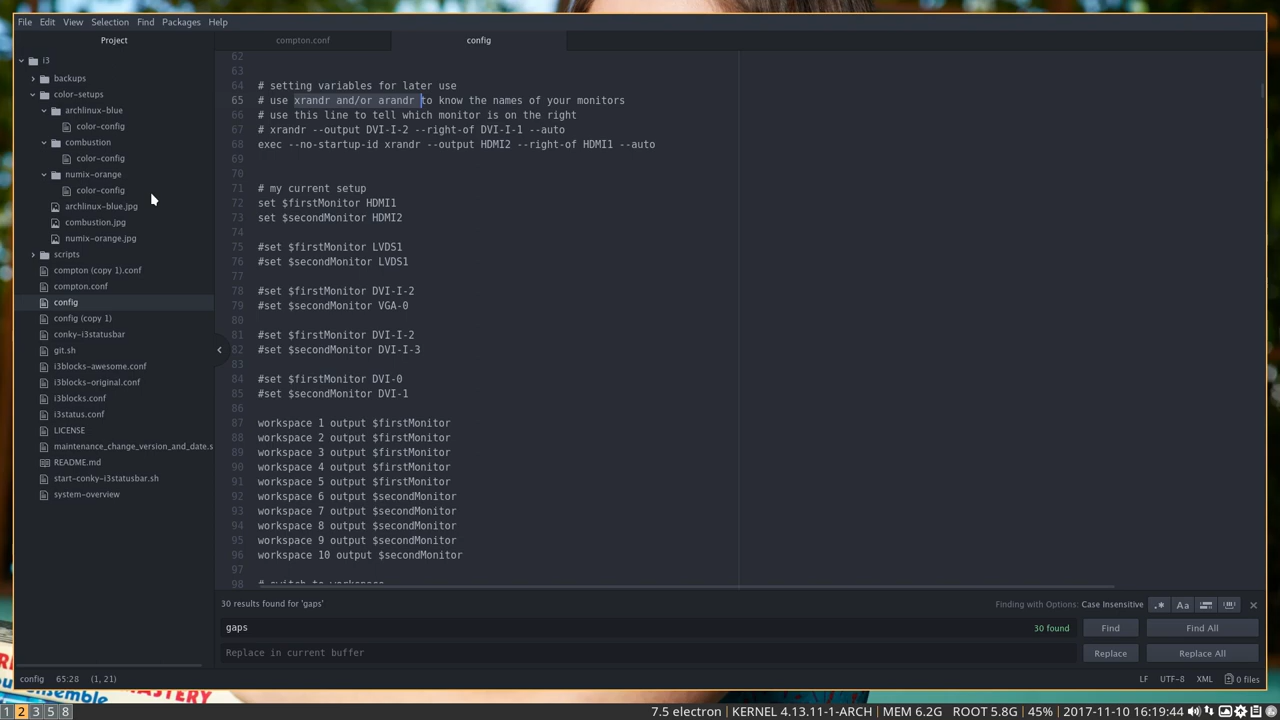 File Edit View Selection Find Packages Help
Project
compton.conf
config
i3
backups
color-setups
archlinux-blue
color-config
combustion
color-config
numix-orange
color-config
archlinux-blue.jpg
combustion.jpg
numix-orange.jpg
scripts
compton (copy 1).conf
compton.conf
config
config (copy 1)
conky-i3statusbar
git.sh
i3blocks-awesome.conf
i3blocks-original.conf
i3blocks.conf
i3status.conf
LICENSE
maintenance_change_version_and_date.s
README.md
start-conky-i3statusbar.sh
system-overview
62
63
64 # setting variables for later use
65 # use xrandr and/or arandr to know the names of your monitors
66 # use this line to tell which monitor is on the right
67 # xrandr --output DVI-I-2 --right-of DVI-I-1 --auto
68 exec --no-startup-id xrandr --output HDMI2 --right-of HDMI1 --auto
69
70
71 # my current setup
72 set $firstMonitor HDMI1
73 set $secondMonitor HDMI2
74
75 #set $firstMonitor LVDS1
76 #set $secondMonitor LVDS1
77
78 #set $firstMonitor DVI-I-2
79 #set $secondMonitor VGA-0
80
81 #set $firstMonitor DVI-I-2
82 #set $secondMonitor DVI-I-3
83
84 #set $firstMonitor DVI-0
85 #set $secondMonitor DVI-1
86
87 workspace 1 output $firstMonitor
88 workspace 2 output $firstMonitor
89 workspace 3 output $firstMonitor
90 workspace 4 output $firstMonitor
91 workspace 5 output $firstMonitor
92 workspace 6 output $secondMonitor
93 workspace 7 output $secondMonitor
94 workspace 8 output $secondMonitor
95 workspace 9 output $secondMonitor
96 workspace 10 output $secondMonitor
97
98 # switch to workspace
30 results found for 'gaps' Finding with Options: Case Insensitive .* Aa
gaps 30 found Find Find All
Replace in current buffer Replace Replace All
config 65:28 (1, 21) LF UTF-8 XML 0 files
ensemble MASTERY
1 2 3 5 8 7.5 electron | KERNEL 4.13.11-1-ARCH | MEM 6.2G | ROOT 5.8G | 45% | 2017-11-10 16:19:44